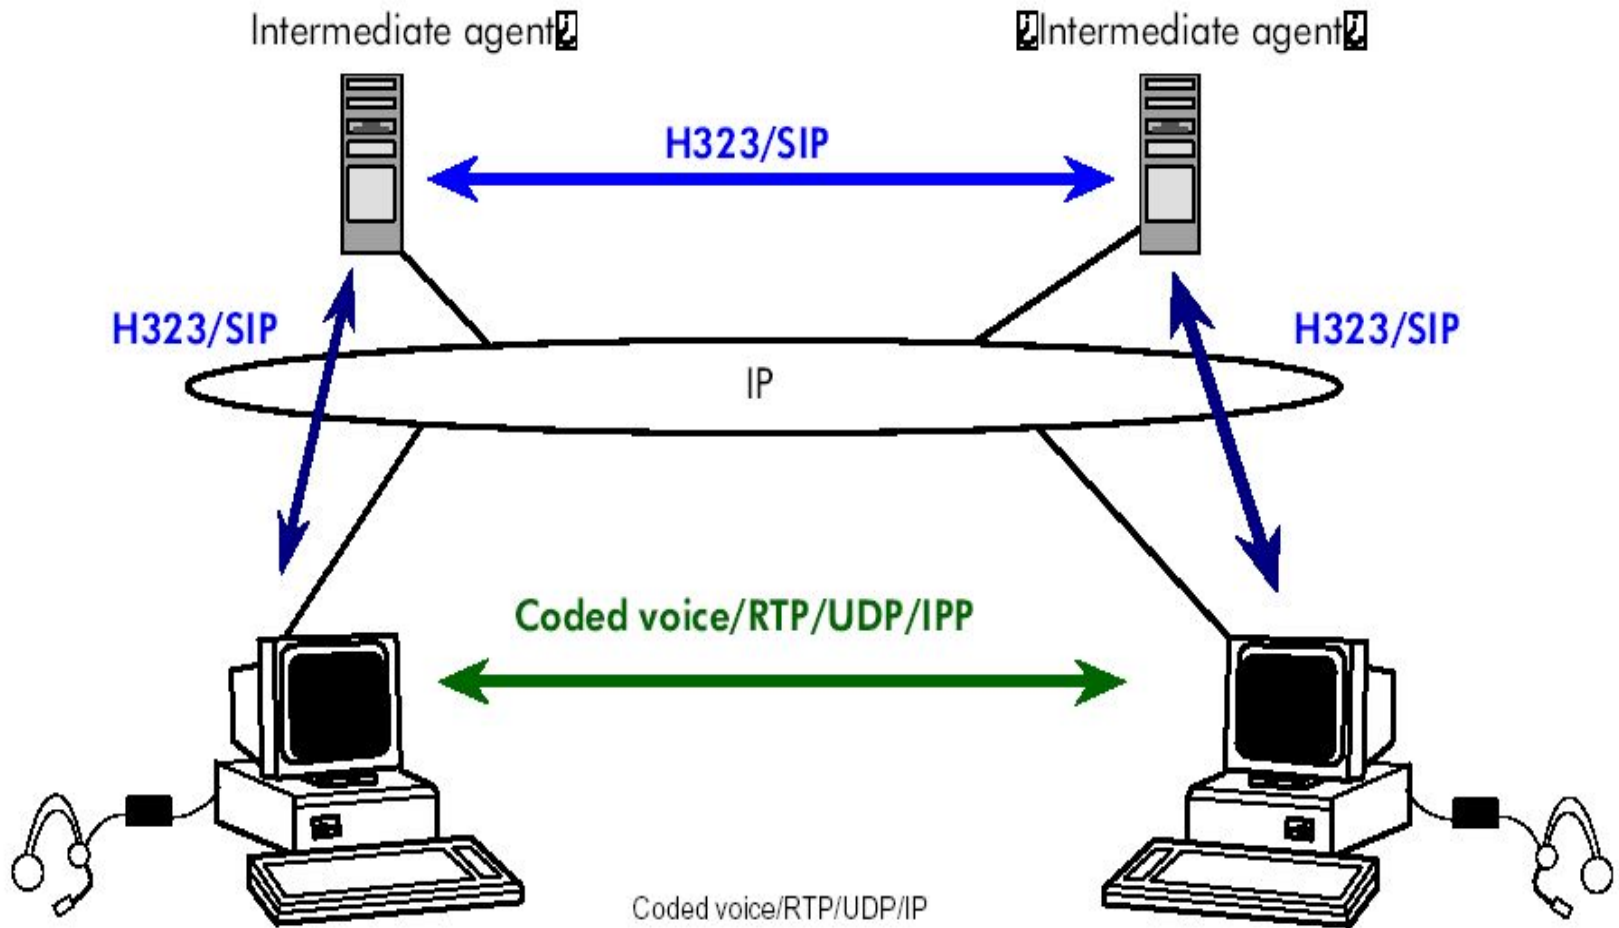 Intermediate agent¿
¿Intermediate agent¿
H323/SIP
H323/SIP
H323/SIP
IP
Coded voice/RTP/UDP/IPP
Coded voice/RTP/UDP/IP